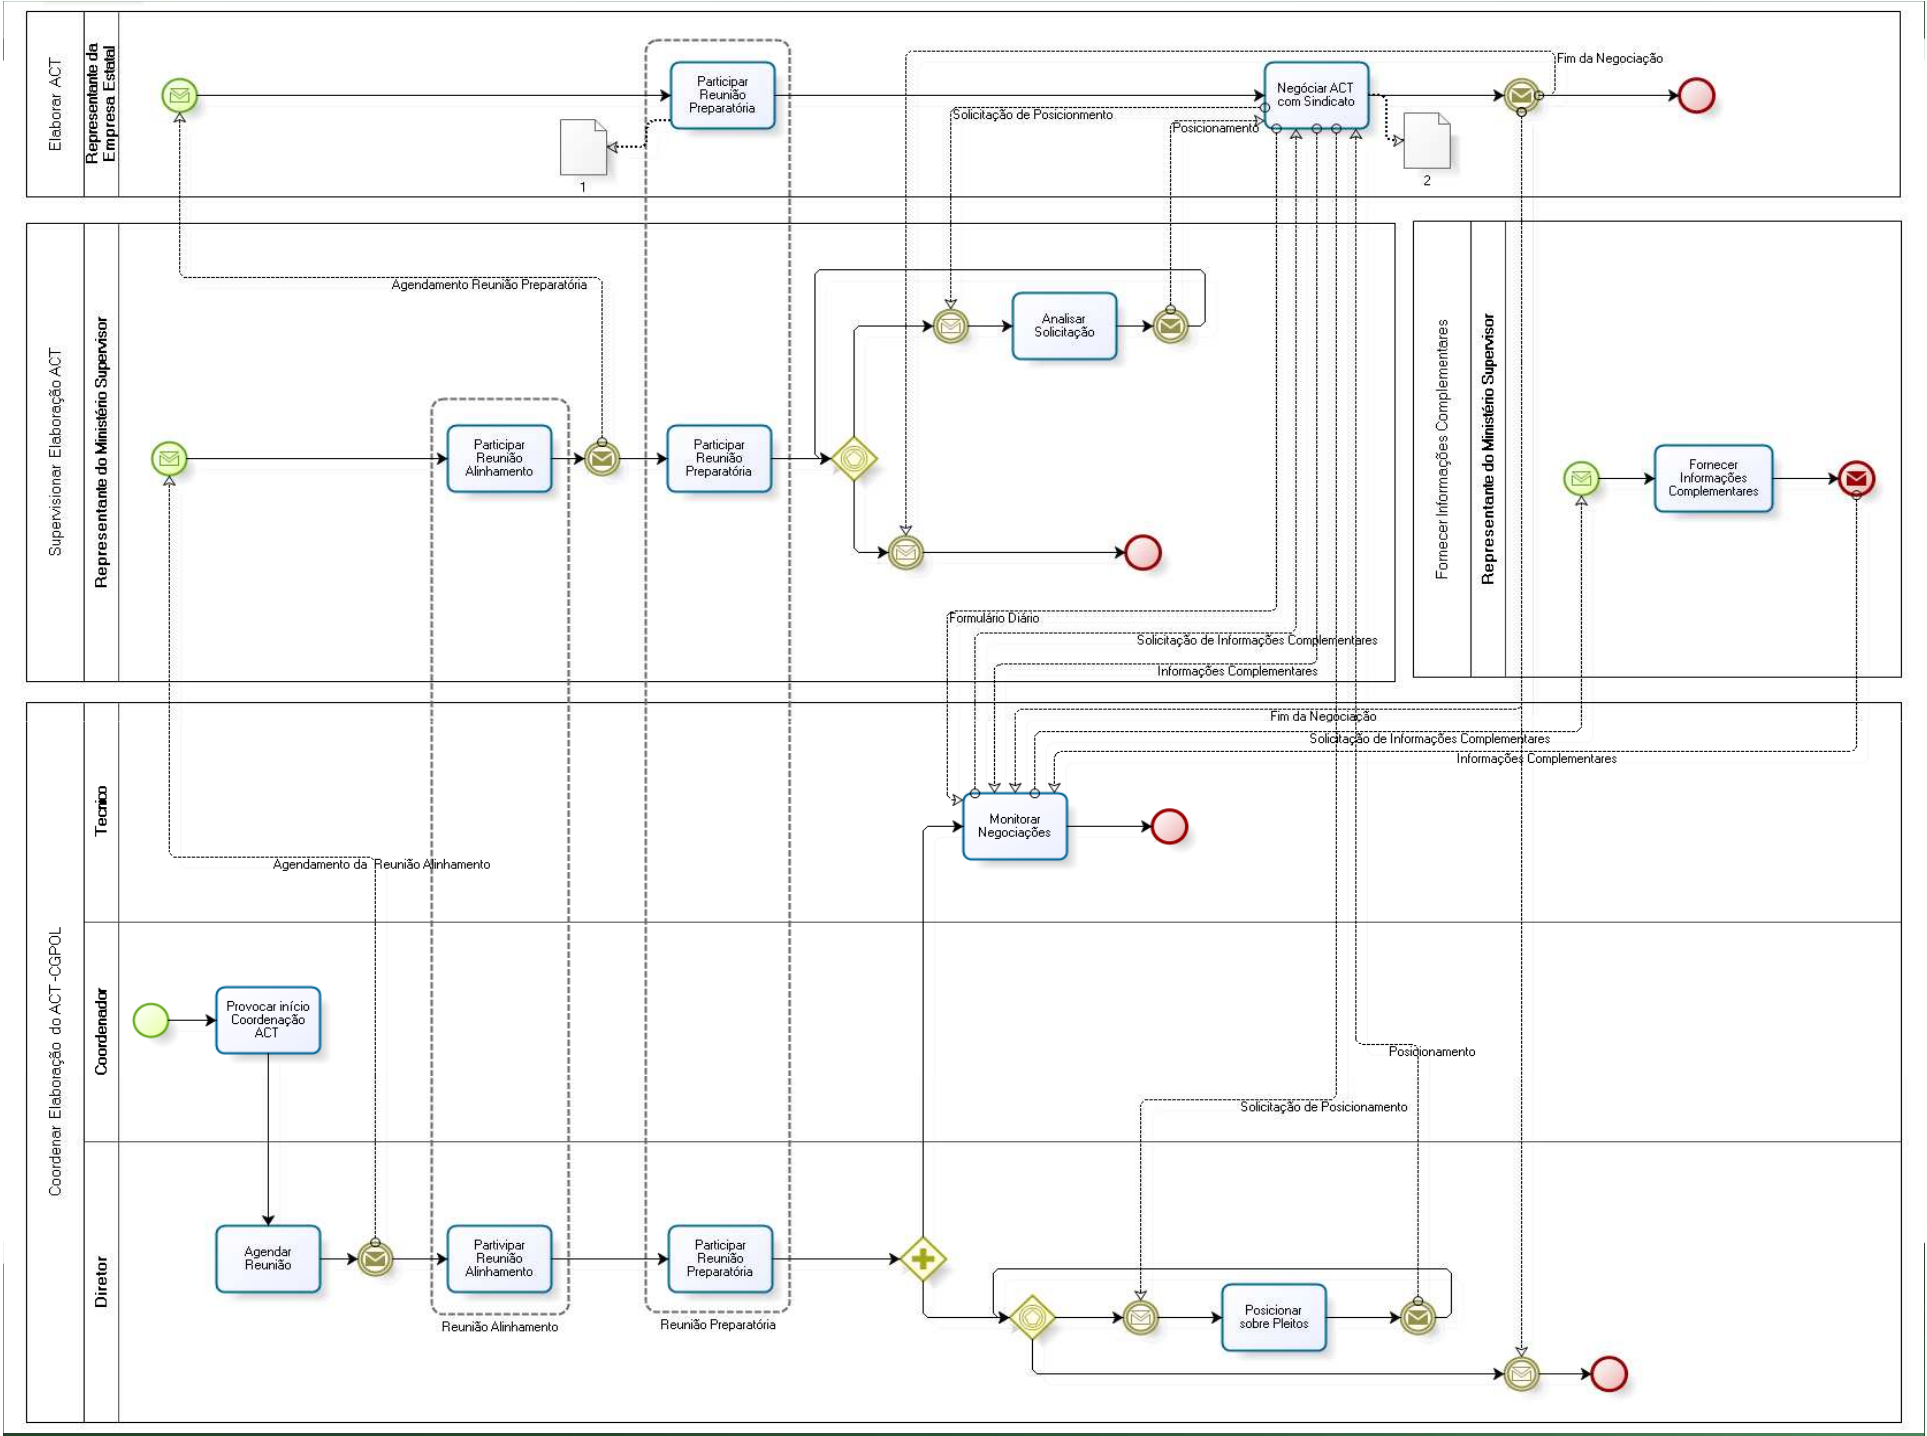 Elaborar ACT
Representante da
Empresa Estatal
Participar
Reunião
Preparatória
1
Negóciar ACT
com Sindicato
2
Fim da Negociação
Solicitação de Posicionmento
Posicionamento
Supervisionar Elaboração ACT
Representante do Ministério Supervisor
Agendamento Reunião Preparatória
Participar
Reunião
Alinhamento
Participar
Reunião
Preparatória
Analisar
Solicitação
Formulário Diário
Solicitação de Informações Complementares
Informações Complementares
Fornecer Informações Complementares
Representante do Ministério Supervisor
Fornecer
Informações
Complementares
Coordenar Elaboração do ACT -CGPOL
Tecnico
Fim da Negociação
Solicitação de Informações Complementares
Informações Complementares
Monitorar
Negociações
Agendamento da Reunião Alinhamento
Coordenador
Provocar início
Coordenação
ACT
Posicionamento
Solicitação de Posicionamento
Diretor
Agendar
Reunião
Partivipar
Reunião
Alinhamento
Participar
Reunião
Preparatória
Posicionar
sobre Pleitos
Reunião Alinhamento
Reunião Preparatória